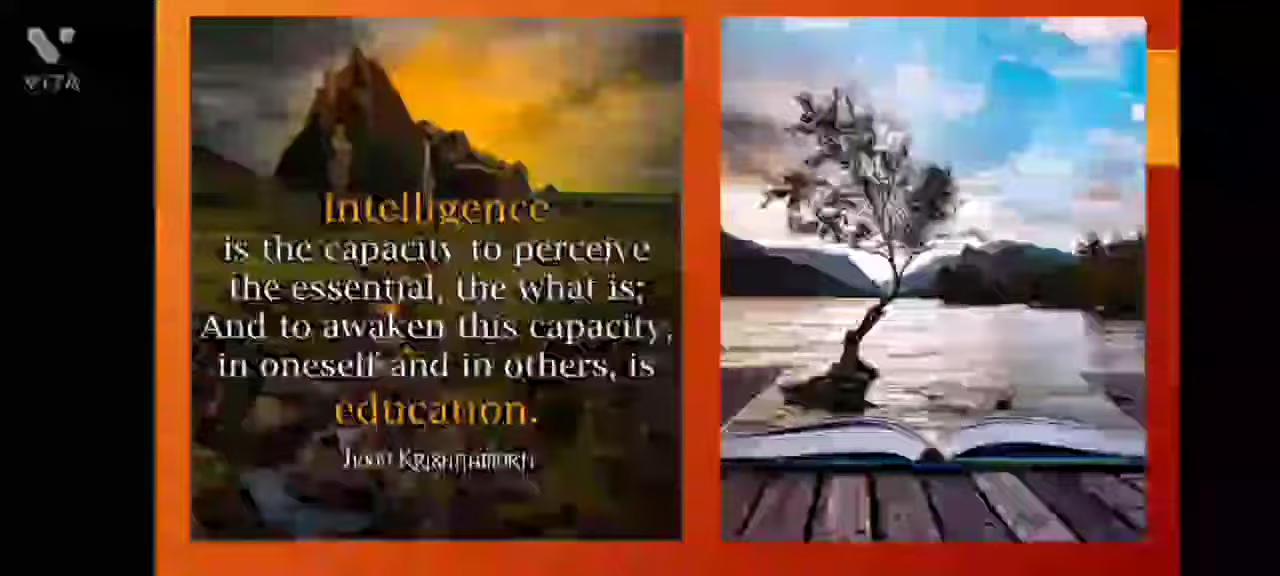 VITA
Intelligence
is the capacity to perceive
the essential, the what is;
And to awaken this capacity,
in oneself and in others, is
education.
Jiddu Krishnamurti